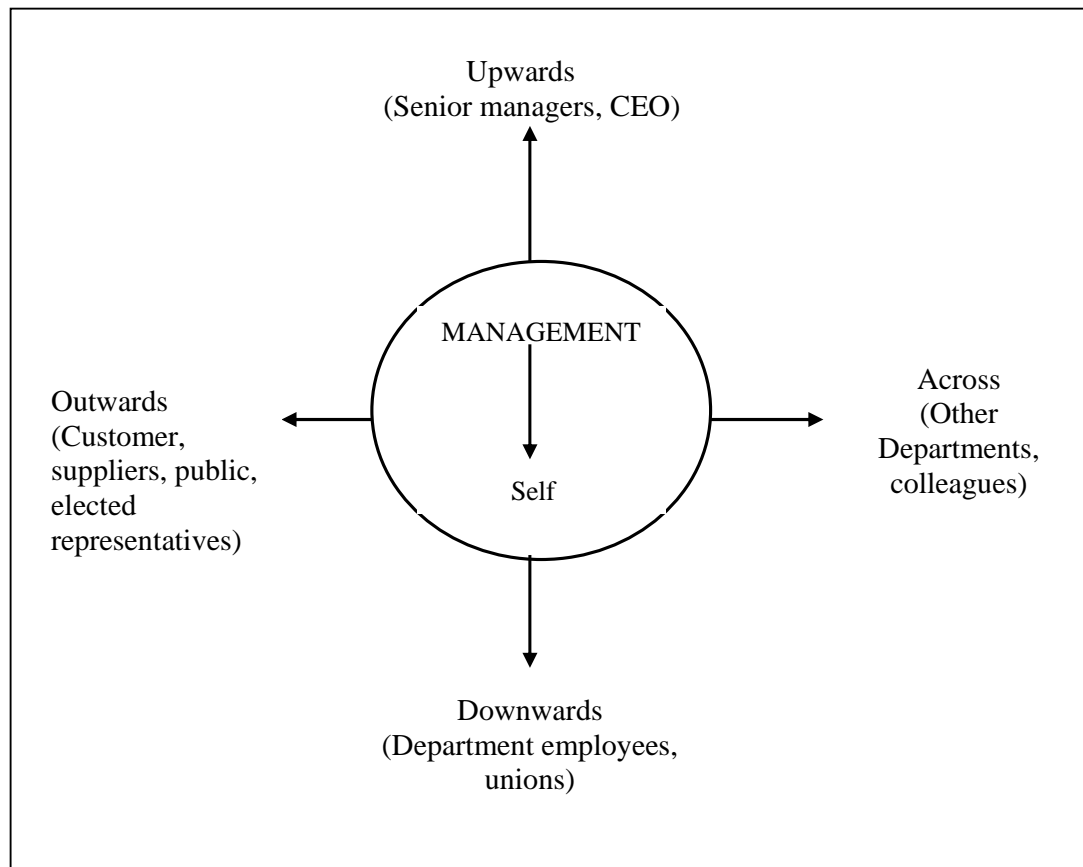 Upwards
(Senior managers, CEO)
MANAGEMENT
Self
Outwards
(Customer,
suppliers, public,
elected
representatives)
Across
(Other
Departments,
colleagues)
Downwards
(Department employees,
unions)